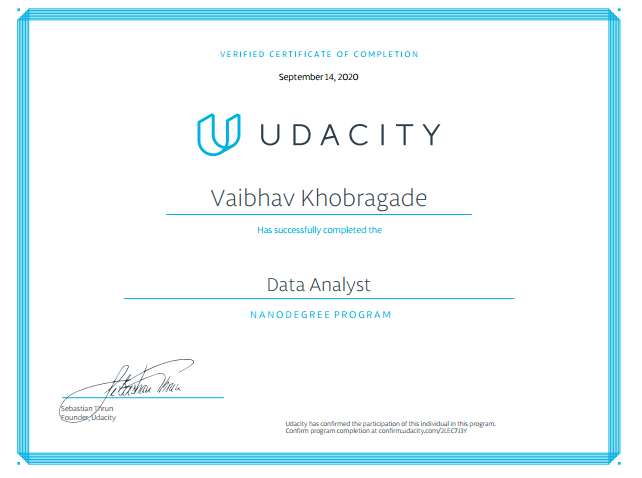 VERIFIED CERTIFICATE OF COMPLETION
September 14, 2020
UDACITY
Vaibhav Khobragade
Has successfully completed the
Data Analyst
NANODEGREE PROGRAM
Sebastian Thrun
Sebastian Thrun
Founder, Udacity
Udacity has confirmed the participation of this individual in this program.
Confirm program completion at confirm.udacity.com/2LEC7J3Y